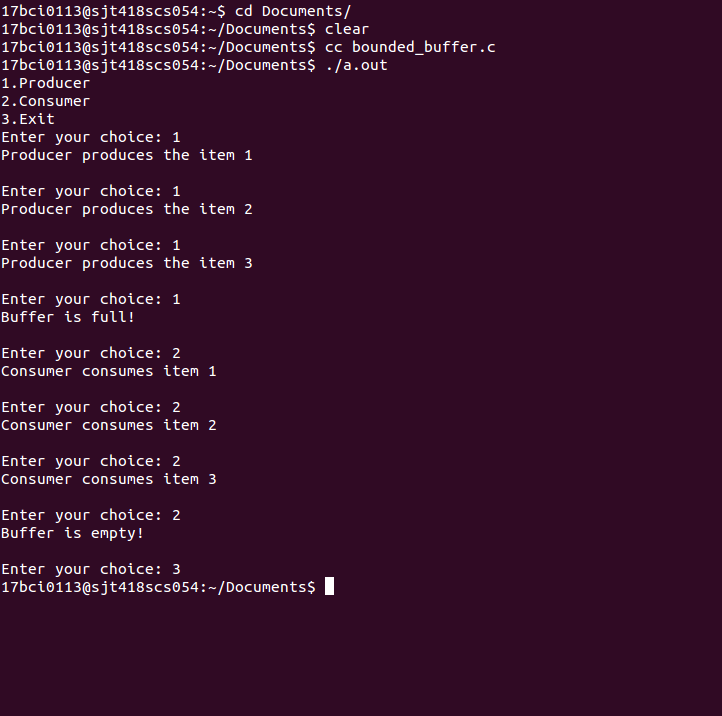 17bci0113@sjt418scs054:~$ cd Documents/
17bci0113@sjt418scs054:~/Documents$ clear
17bci0113@sjt418scs054:~/Documents$ cc bounded_buffer.c
17bci0113@sjt418scs054:~/Documents$ ./a.out
1.Producer
2.Consumer
3.Exit
Enter your choice: 1
Producer produces the item 1
Enter your choice: 1
Producer produces the item 2
Enter your choice: 1
Producer produces the item 3
Enter your choice: 1
Buffer is full!
Enter your choice: 2
Consumer consumes item 1
Enter your choice: 2
Consumer consumes item 2
Enter your choice: 2
Consumer consumes item 3
Enter your choice: 2
Buffer is empty!
Enter your choice: 3
17bci0113@sjt418scs054:~/Documents$